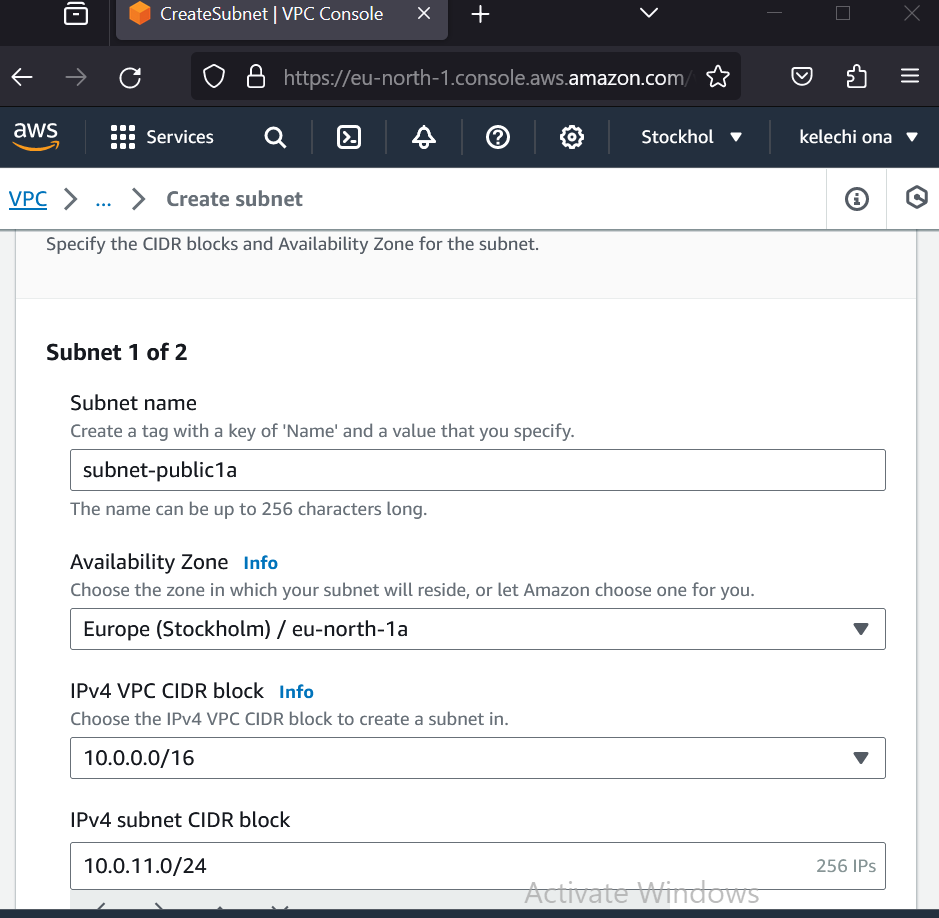 CreateSubnet | VPC Console
https://eu-north-1.console.aws.amazon.com/
aws
Services
Stockhol
kelechi ona
VPC
...
Create subnet
Specify the CIDR blocks and Availability Zone for the subnet.
Subnet 1 of 2
Subnet name
Create a tag with a key of 'Name' and a value that you specify.
subnet-public1a
The name can be up to 256 characters long.
Availability Zone Info
Choose the zone in which your subnet will reside, or let Amazon choose one for you.
Europe (Stockholm) / eu-north-1a
IPv4 VPC CIDR block Info
Choose the IPv4 VPC CIDR block to create a subnet in.
10.0.0.0/16
IPv4 subnet CIDR block
10.0.11.0/24 256 IPs
Activate Windows